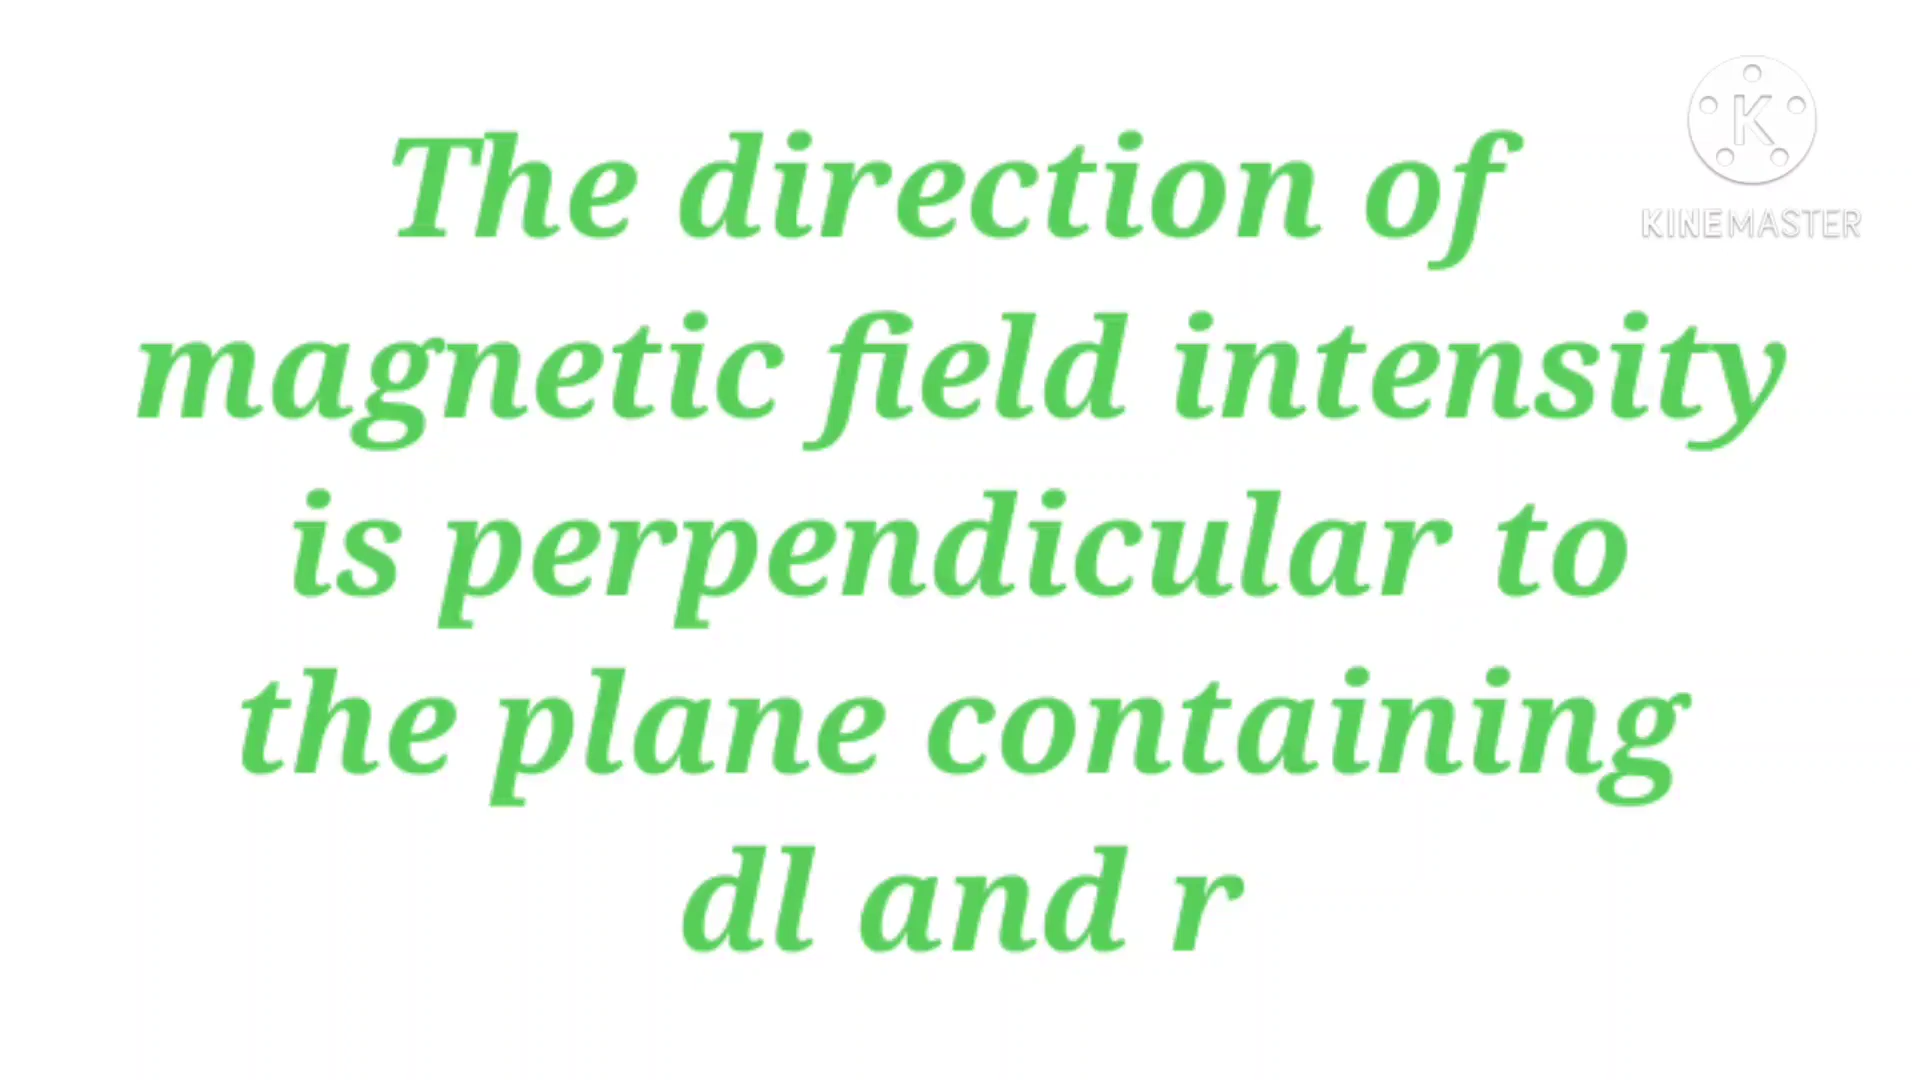 The direction of
magnetic field intensity
is perpendicular to
the plane containing
dl and r
K
KINEMASTER